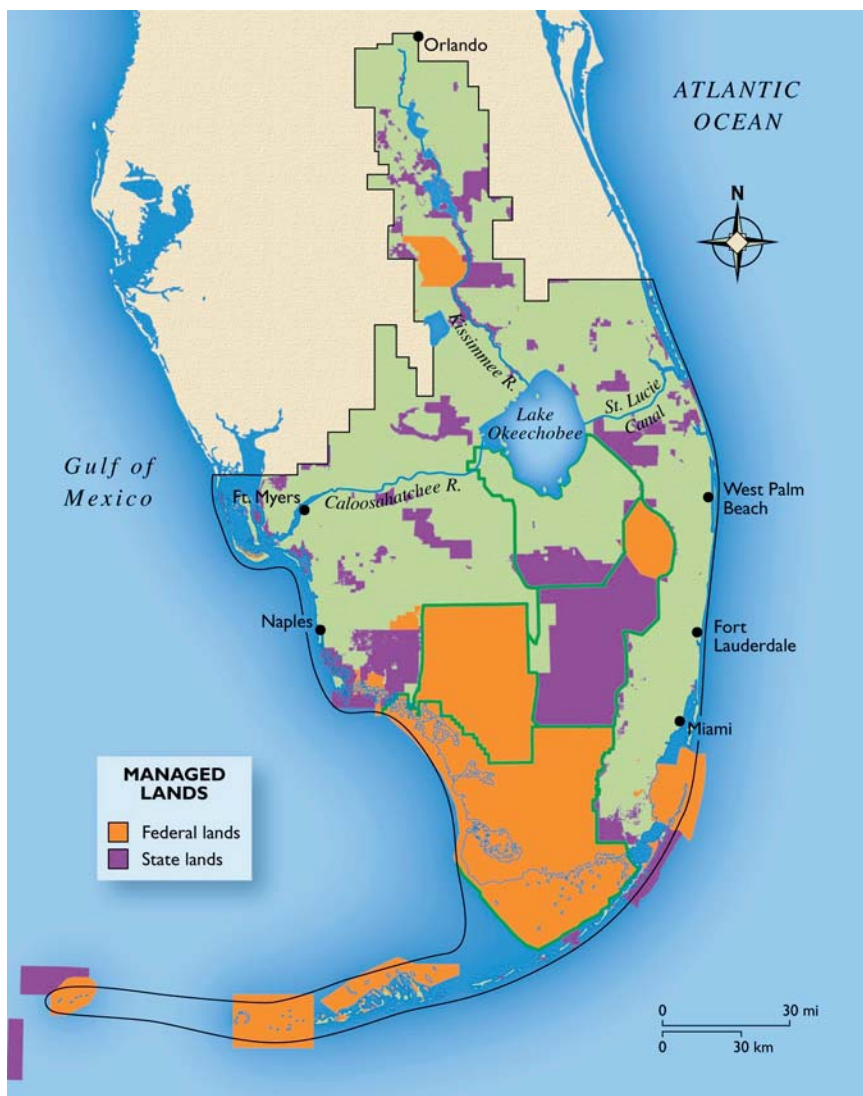 Orlando
ATLANTIC
OCEAN
N
Kissimmee R.
Lake
Okeechobee
St. Lucie
Canal
Gulf of
Mexico
Ft. Myers
Caloosahatchee R.
West Palm
Beach
Naples
Fort
Lauderdale
Miami
MANAGED
LANDS
Federal lands
State lands
0 30 mi
0 30 km